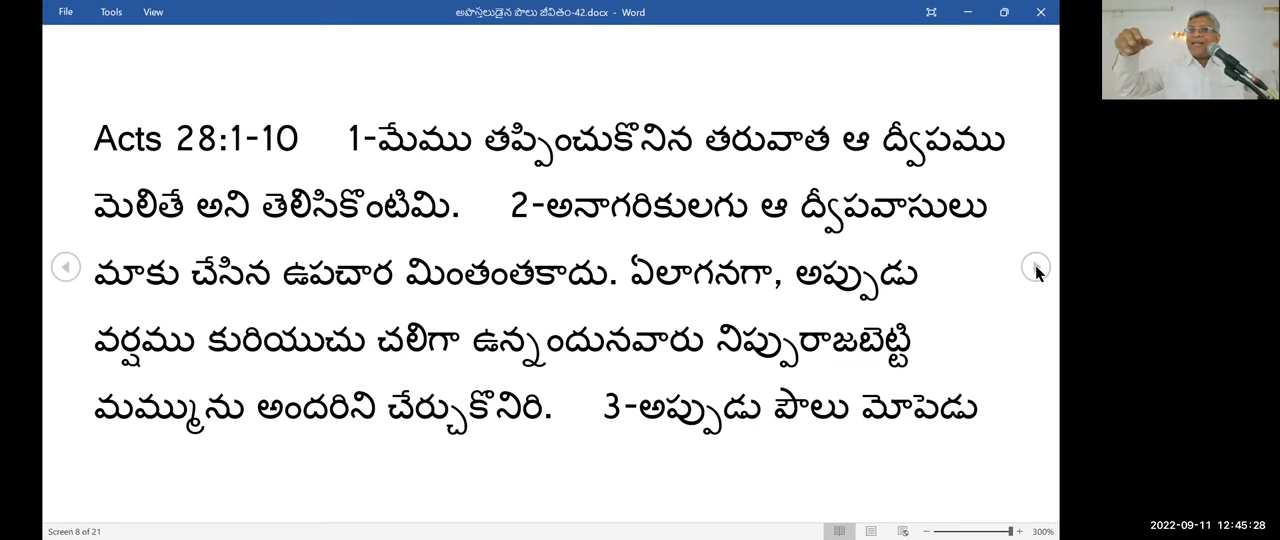 File Tools View అపొస్తలుడైన పౌలు జీవితం-42.docx - Word
Acts 28:1-10 1-మేము తప్పించుకొనిన తరువాత ఆ ద్వీపము
మెలితే అని తెలిసికొంటిమి. 2-అనాగరికులగు ఆ ద్వీపవాసులు
మాకు చేసిన ఉపచార మింతంతకాదు. ఏలాగనగా, అప్పుడు
వర్షము కురియుచు చలిగా ఉన్నందునవారు నిప్పురాజబెట్టి
మమ్మును అందరిని చేర్చుకొనిరి. 3-అప్పుడు పౌలు మోపెడు
Screen 8 of 21 300%
2022-09-11 12:45:28